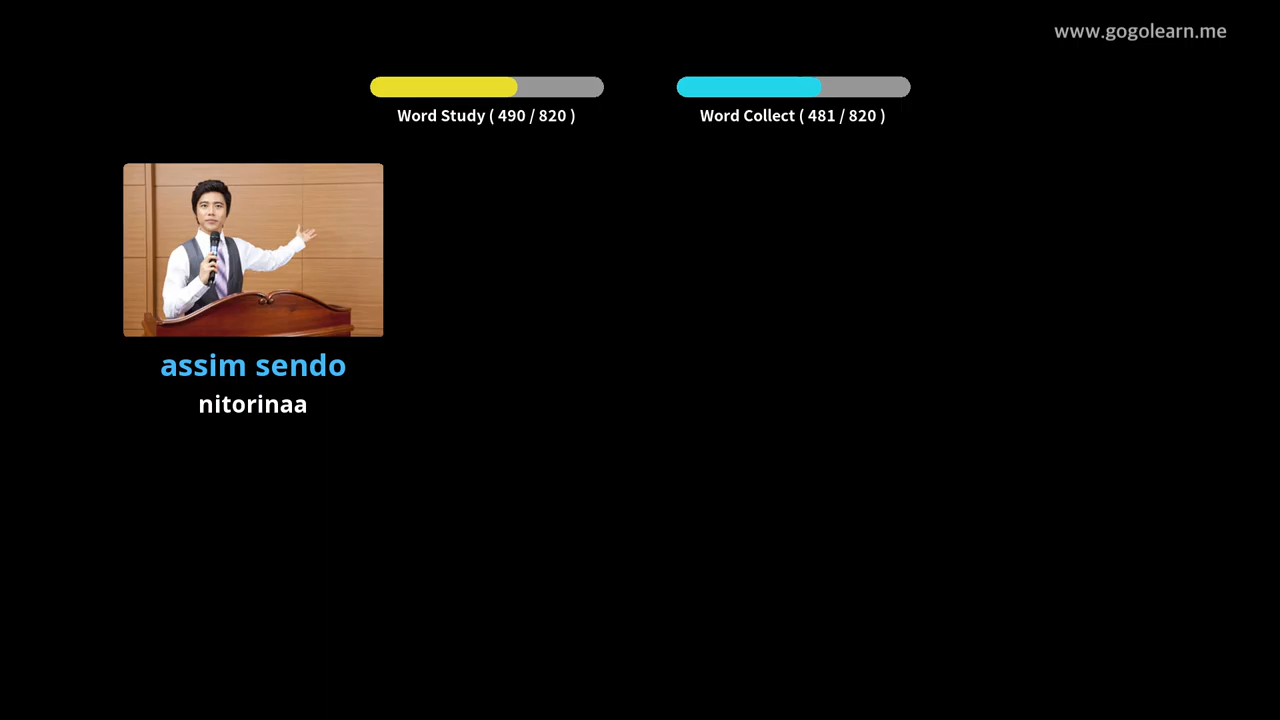 www.gogolearn.me
Word Study ( 490 / 820 )
Word Collect ( 481 / 820 )
assim sendo
nitorinaa